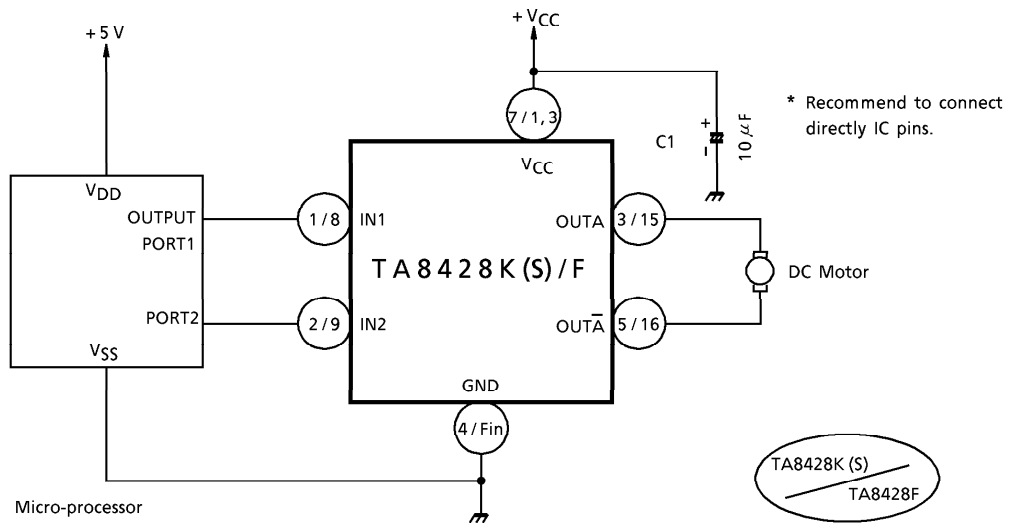 +5 V
+ VCC
7 / 1, 3
* Recommend to connect
directly IC pins.
C1
+
-
10 μF
VCC
VDD
OUTPUT
PORT1
1 / 8
IN1
OUTA
3 / 15
TA8428K (S) / F
DC Motor
PORT2
2 / 9
IN2
OUTA̅
5 / 16
VSS
GND
4 / Fin
TA8428K (S)
TA8428F
Micro-processor